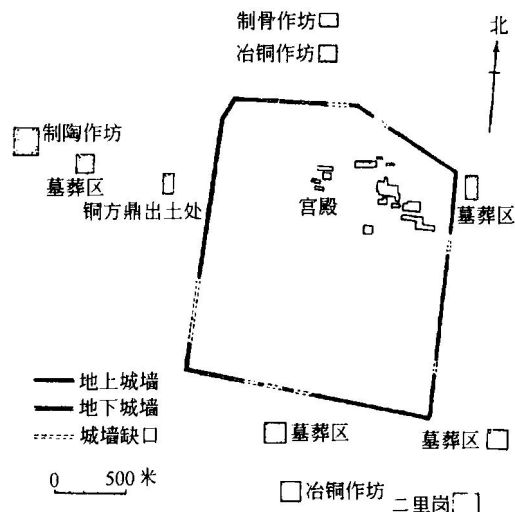 制骨作坊
冶铜作坊
北
制陶作坊
墓葬区
铜方鼎出土处
宫殿
墓葬区
地上城墙
地下城墙
城墙缺口
0 500米
墓葬区
墓葬区
冶铜作坊
二里岗